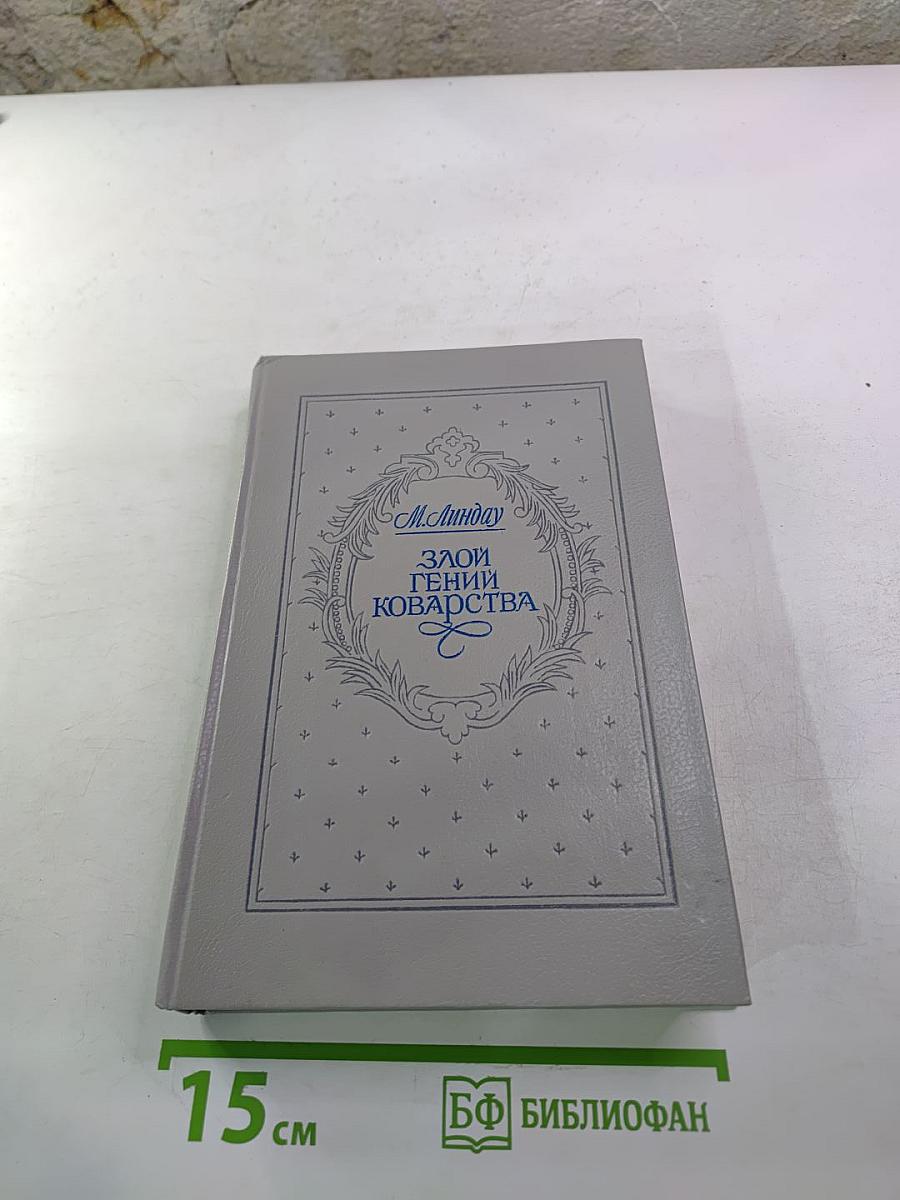 М. Линдау
ЗЛОЙ
ГЕНИЙ
КОВАРСТВА
15 см
БФ БИБЛИОФАН